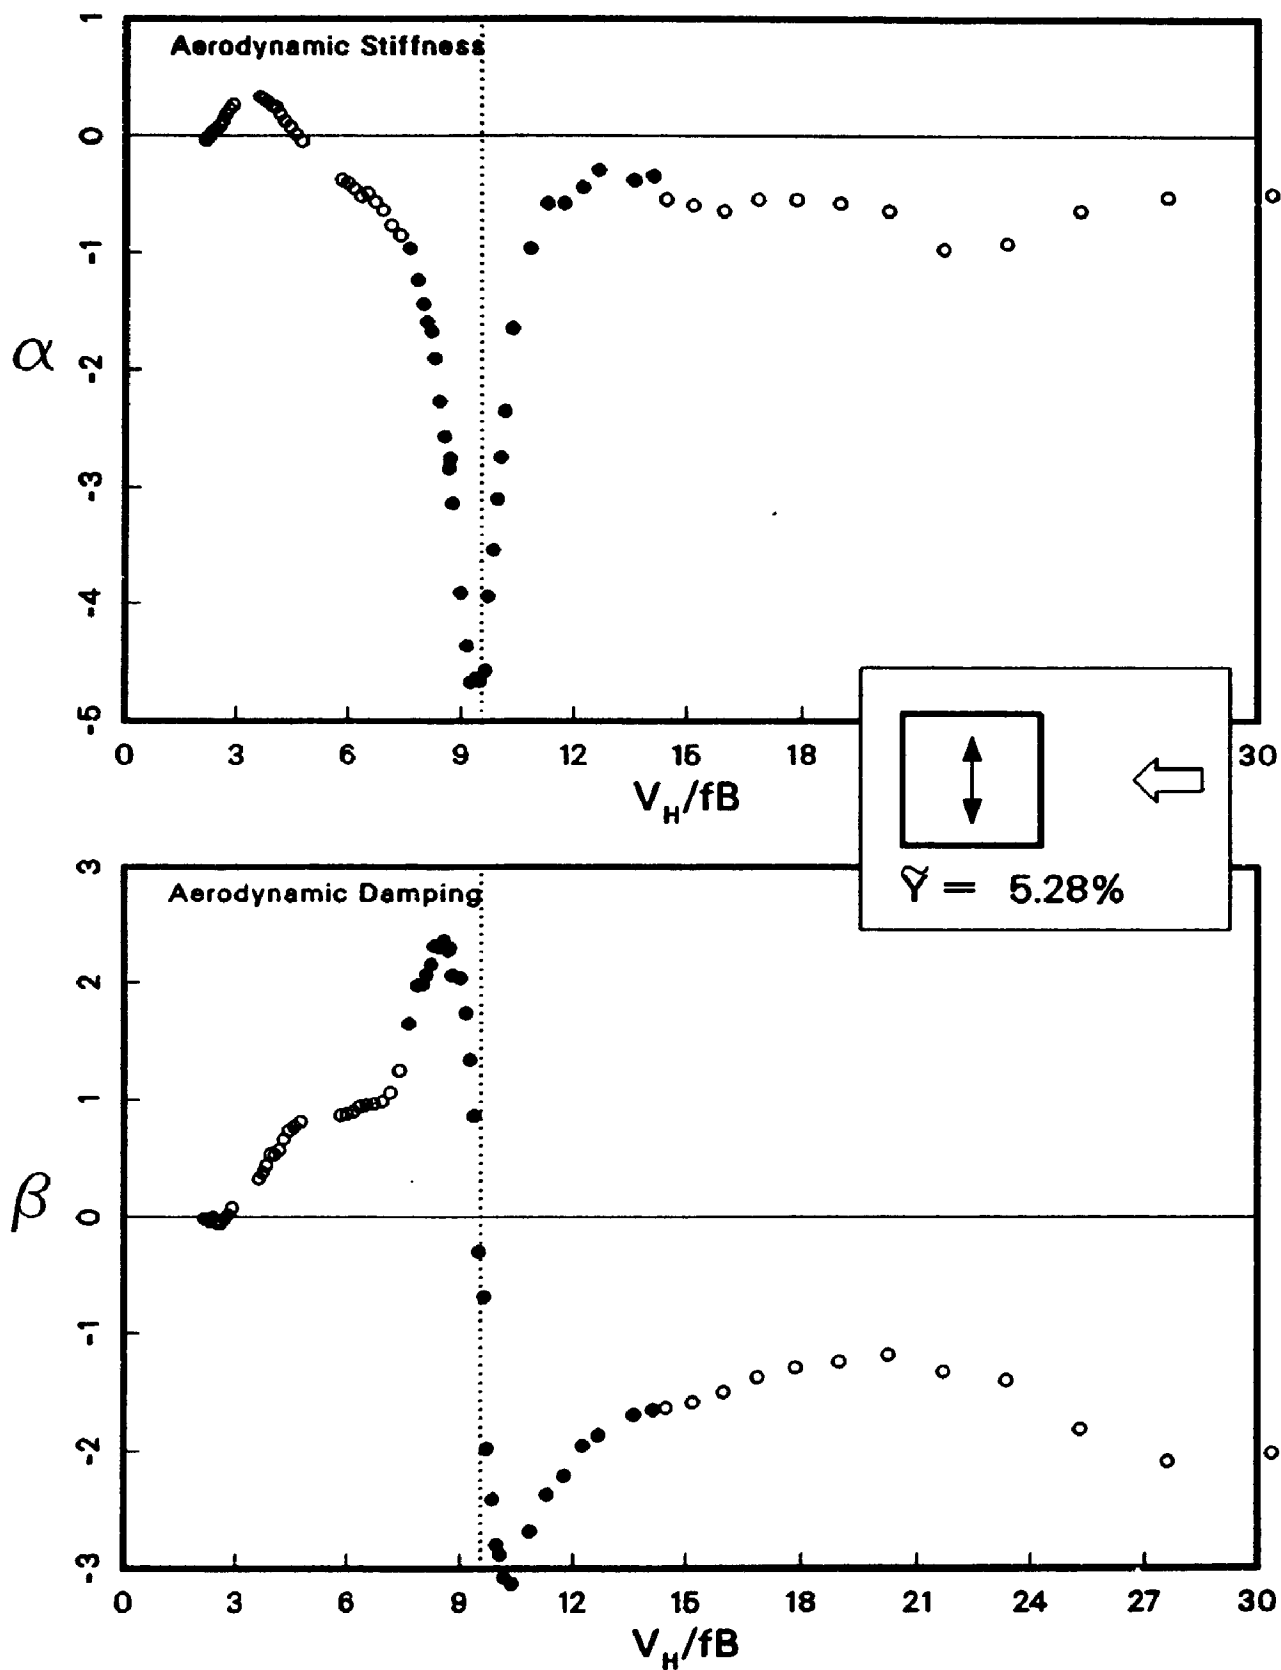 1
Aerodynamic Stiffness
0
-1
α
-2
-3
-4
-5
0 3 6 9 12 15 18 30
V_H/fB
Ỹ = 5.28%
3
Aerodynamic Damping
2
1
β
0
-1
-2
-3
0 3 6 9 12 15 18 21 24 27 30
V_H/fB